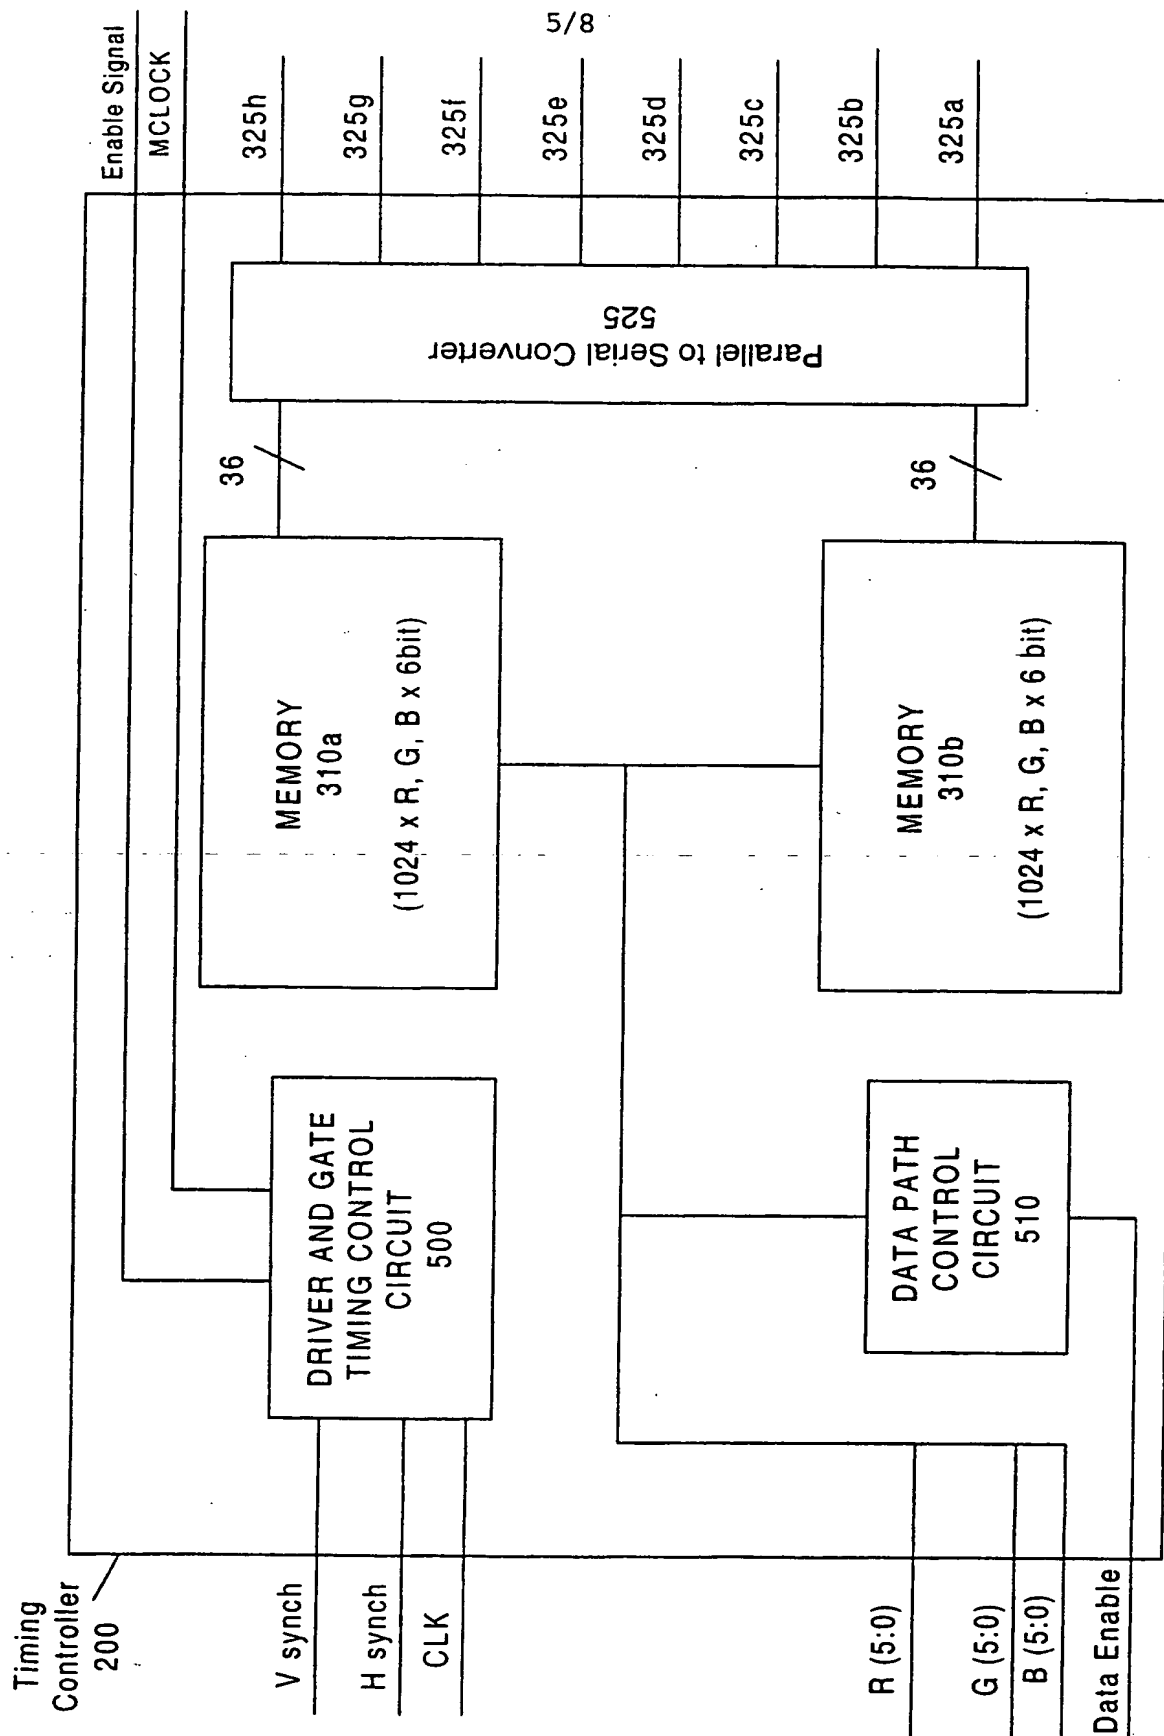 5/8
Timing
Controller
200
Enable Signal
MCLOCK
V synch
H synch
CLK
DRIVER AND GATE
TIMING CONTROL
CIRCUIT
500
MEMORY
310a
(1024 x R, G, B x 6bit)
36
Parallel to Serial Converter
525
325h
325g
325f
325e
325d
325c
325b
325a
R (5:0)
G (5:0)
B (5:0)
Data Enable
DATA PATH
CONTROL
CIRCUIT
510
MEMORY
310b
(1024 x R, G, B x 6 bit)
36